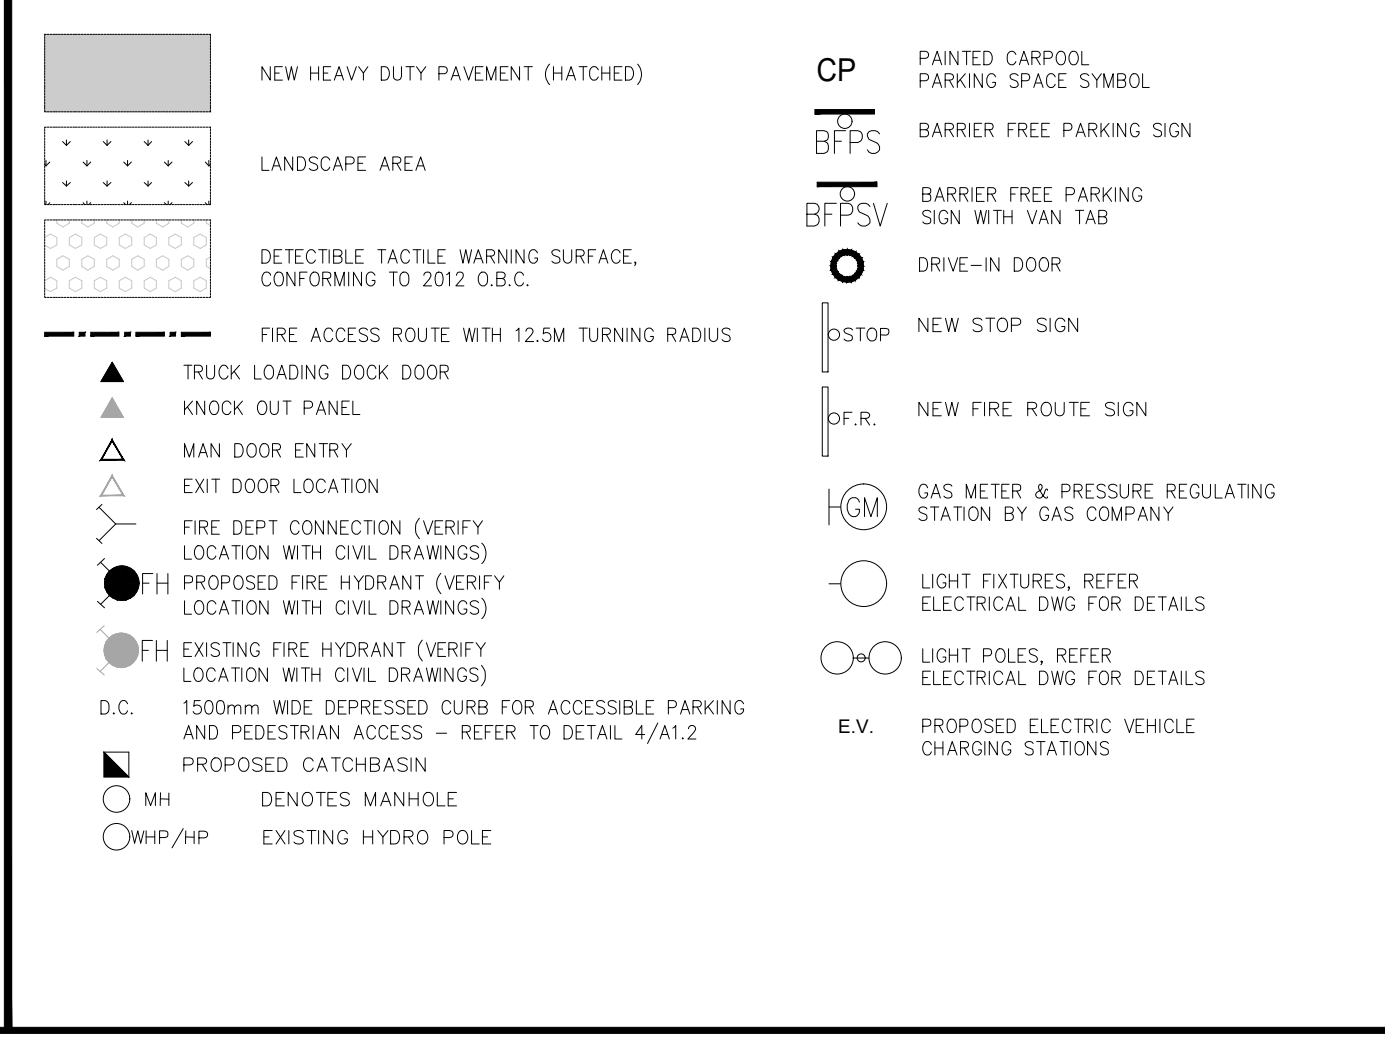 NEW HEAVY DUTY PAVEMENT (HATCHED)
LANDSCAPE AREA
DETECTIBLE TACTILE WARNING SURFACE,
CONFORMING TO 2012 O.B.C.
FIRE ACCESS ROUTE WITH 12.5M TURNING RADIUS
TRUCK LOADING DOCK DOOR
KNOCK OUT PANEL
MAN DOOR ENTRY
EXIT DOOR LOCATION
FIRE DEPT CONNECTION (VERIFY
LOCATION WITH CIVIL DRAWINGS)
FH PROPOSED FIRE HYDRANT (VERIFY
LOCATION WITH CIVIL DRAWINGS)
FH EXISTING FIRE HYDRANT (VERIFY
LOCATION WITH CIVIL DRAWINGS)
D.C. 1500mm WIDE DEPRESSED CURB FOR ACCESSIBLE PARKING
AND PEDESTRIAN ACCESS – REFER TO DETAIL 4/A1.2
PROPOSED CATCHBASIN
MH DENOTES MANHOLE
WHP/HP EXISTING HYDRO POLE
CP PAINTED CARPOOL
PARKING SPACE SYMBOL
BFPS BARRIER FREE PARKING SIGN
BFPSV BARRIER FREE PARKING
SIGN WITH VAN TAB
DRIVE–IN DOOR
STOP NEW STOP SIGN
F.R. NEW FIRE ROUTE SIGN
GM GAS METER & PRESSURE REGULATING
STATION BY GAS COMPANY
LIGHT FIXTURES, REFER
ELECTRICAL DWG FOR DETAILS
LIGHT POLES, REFER
ELECTRICAL DWG FOR DETAILS
E.V. PROPOSED ELECTRIC VEHICLE
CHARGING STATIONS